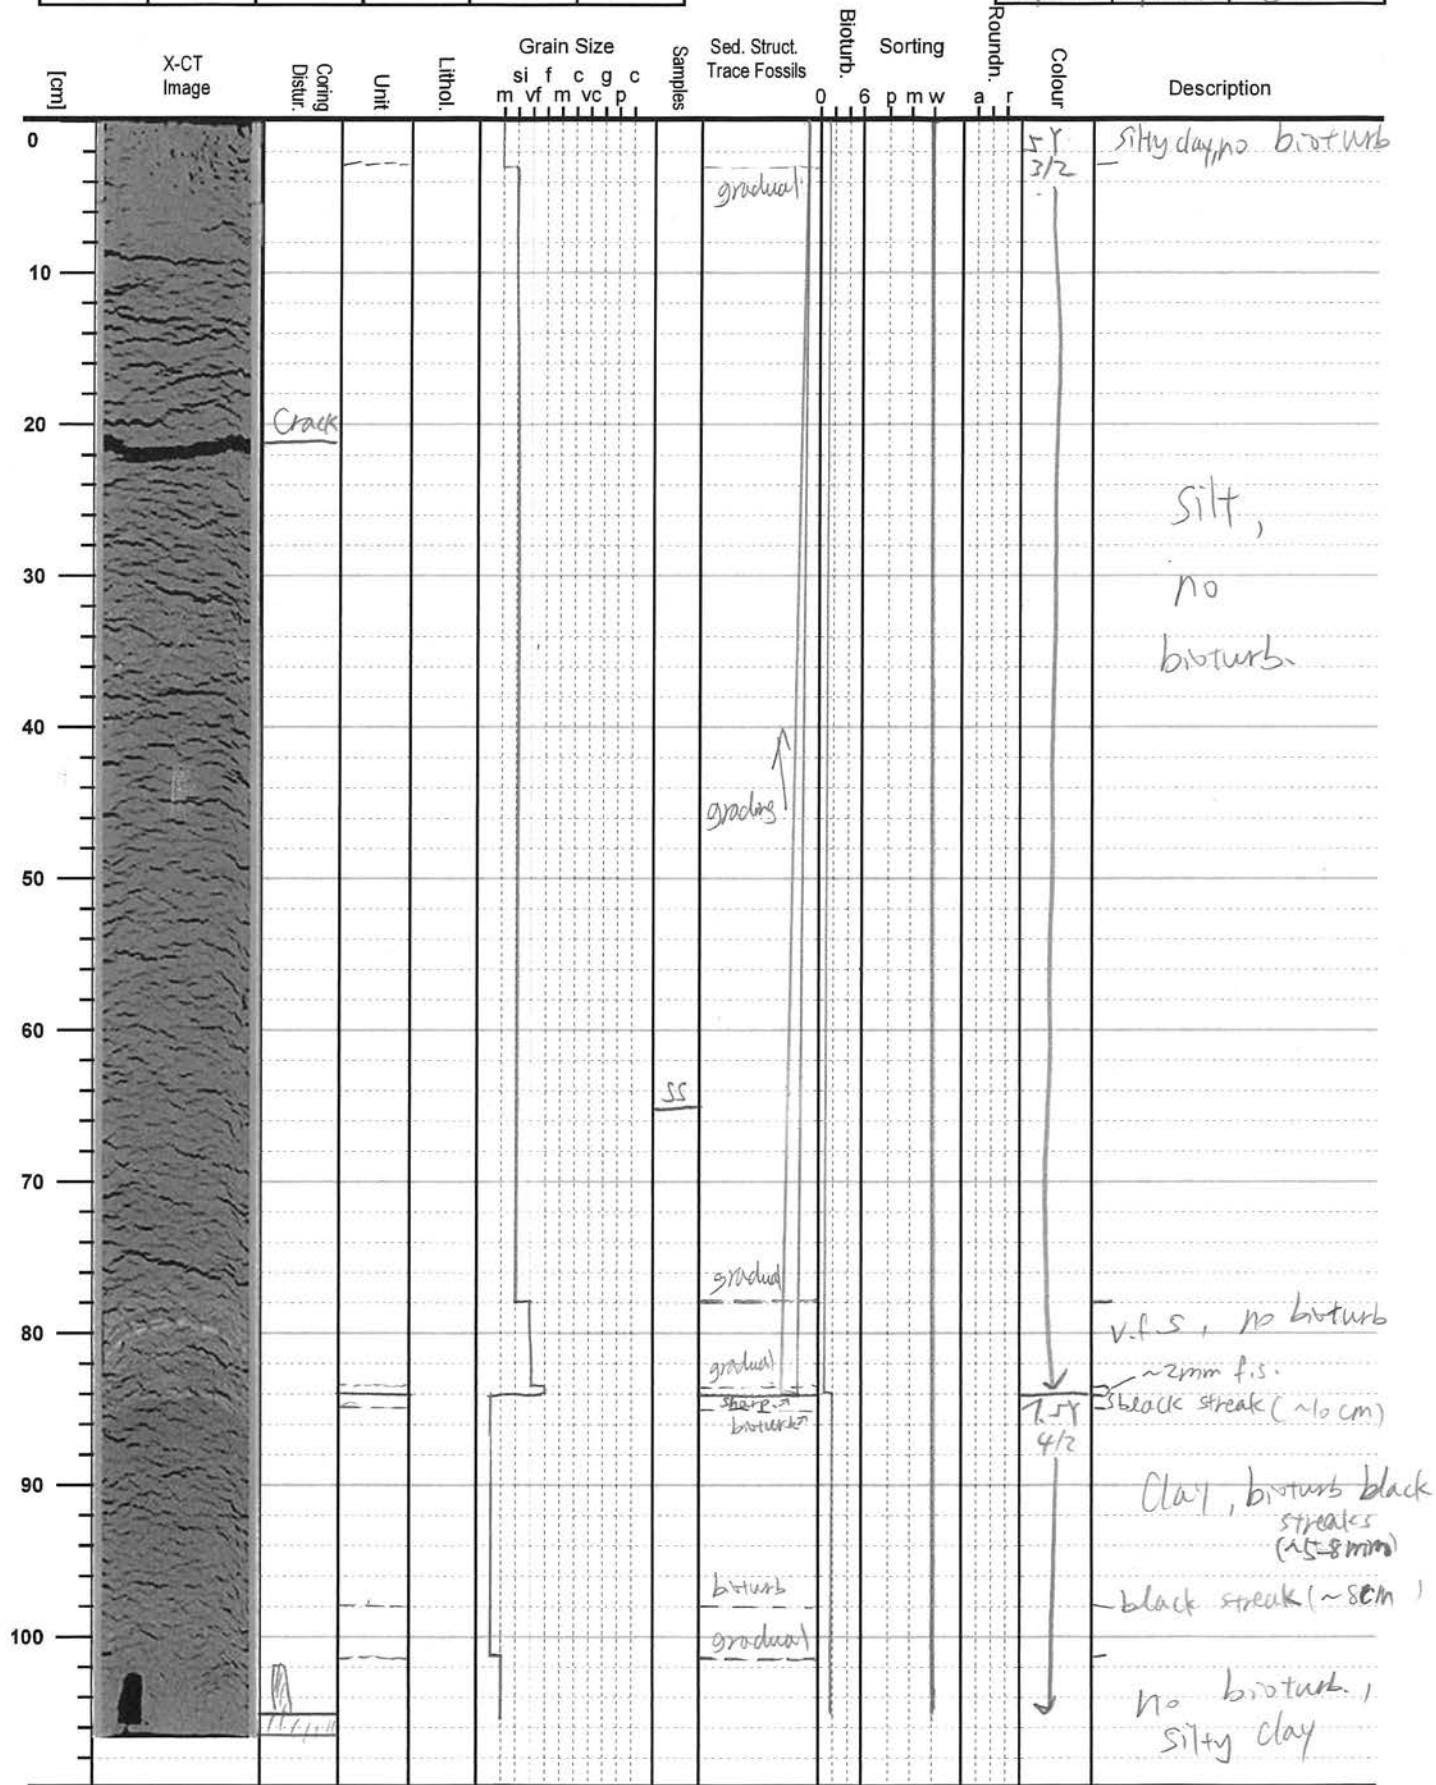 [cm]
X-CT
Image
Coring
Distur.
Unit
Lithol.
Grain Size
si f c g c
m vf m vc p
Samples
Sed. Struct.
Trace Fossils
Bioturb.
0 6
Sorting
p m w
Roundn.
a r
Colour
Description
0
5Y
3/2
silty clay, no bioturb
gradual
10
20
Crack
silt,
30
no
bioturb.
40
grading
50
60
SS
70
gradual
80
v.f.s, no bioturb
gradual
~2mm f.s.
black streak (~10 cm)
bioturb
4/2
90
Clay, bioturb black
streaks
(~5-8mm)
bioturb
black streak (~8cm)
100
gradual
no bioturb.,
silty clay